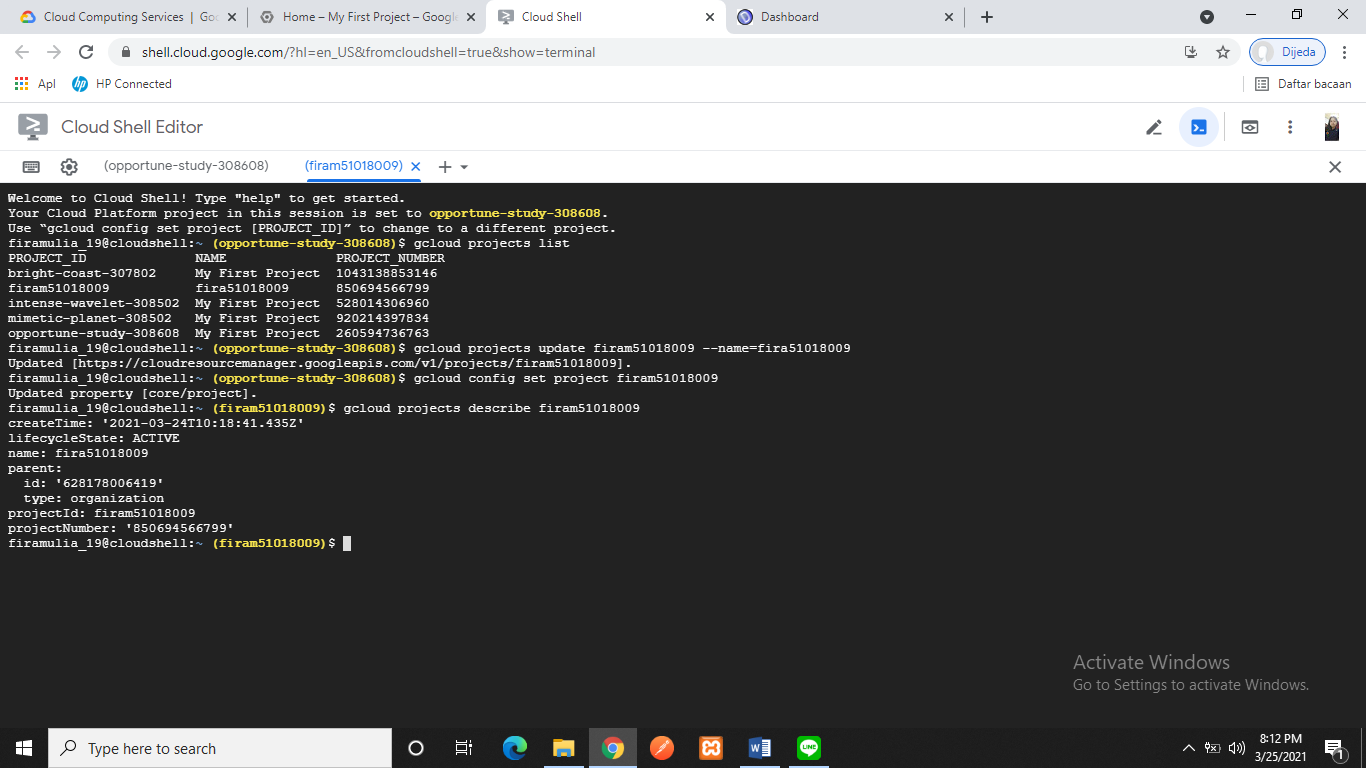 Cloud Computing Services | Goo
Home – My First Project – Google
Cloud Shell
Dashboard
shell.cloud.google.com/?hl=en_US&fromcloudshell=true&show=terminal
Dijeda
Apl
HP Connected
Daftar bacaan
Cloud Shell Editor
(opportune-study-308608)
(firam51018009)
Welcome to Cloud Shell! Type "help" to get started.
Your Cloud Platform project in this session is set to opportune-study-308608.
Use “gcloud config set project [PROJECT_ID]” to change to a different project.
firamulia_19@cloudshell:~ (opportune-study-308608)$ gcloud projects list
PROJECT_ID NAME PROJECT_NUMBER
bright-coast-307802 My First Project 1043138853146
firam51018009 fira51018009 850694566799
intense-wavelet-308502 My First Project 528014306960
mimetic-planet-308502 My First Project 920214397834
opportune-study-308608 My First Project 260594736763
firamulia_19@cloudshell:~ (opportune-study-308608)$ gcloud projects update firam51018009 --name=fira51018009
Updated [https://cloudresourcemanager.googleapis.com/v1/projects/firam51018009].
firamulia_19@cloudshell:~ (opportune-study-308608)$ gcloud config set project firam51018009
Updated property [core/project].
firamulia_19@cloudshell:~ (firam51018009)$ gcloud projects describe firam51018009
createTime: '2021-03-24T10:18:41.435Z'
lifecycleState: ACTIVE
name: fira51018009
parent:
id: '628178006419'
type: organization
projectId: firam51018009
projectNumber: '850694566799'
firamulia_19@cloudshell:~ (firam51018009)$
Activate Windows
Go to Settings to activate Windows.
Type here to search
8:12 PM
3/25/2021
1